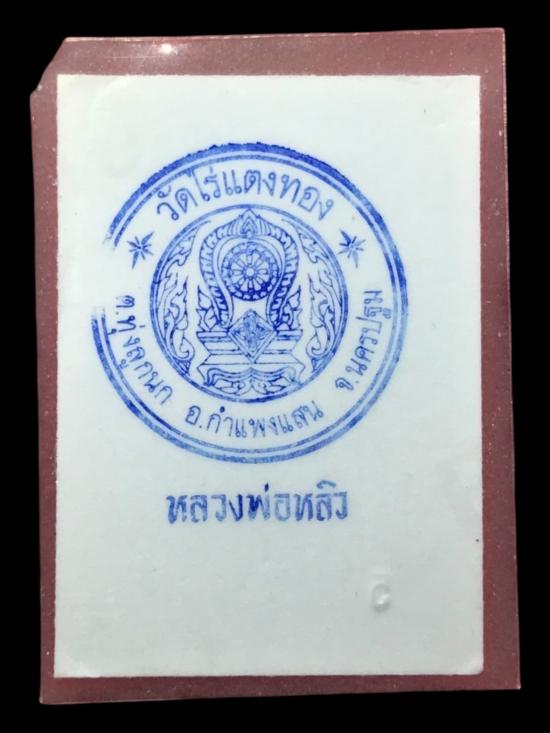 วัดไร่แตงทอง
ต.ทุ่งลูกนก อ.กำแพงแสน จ.นครปฐม
หลวงพ่อหลิว